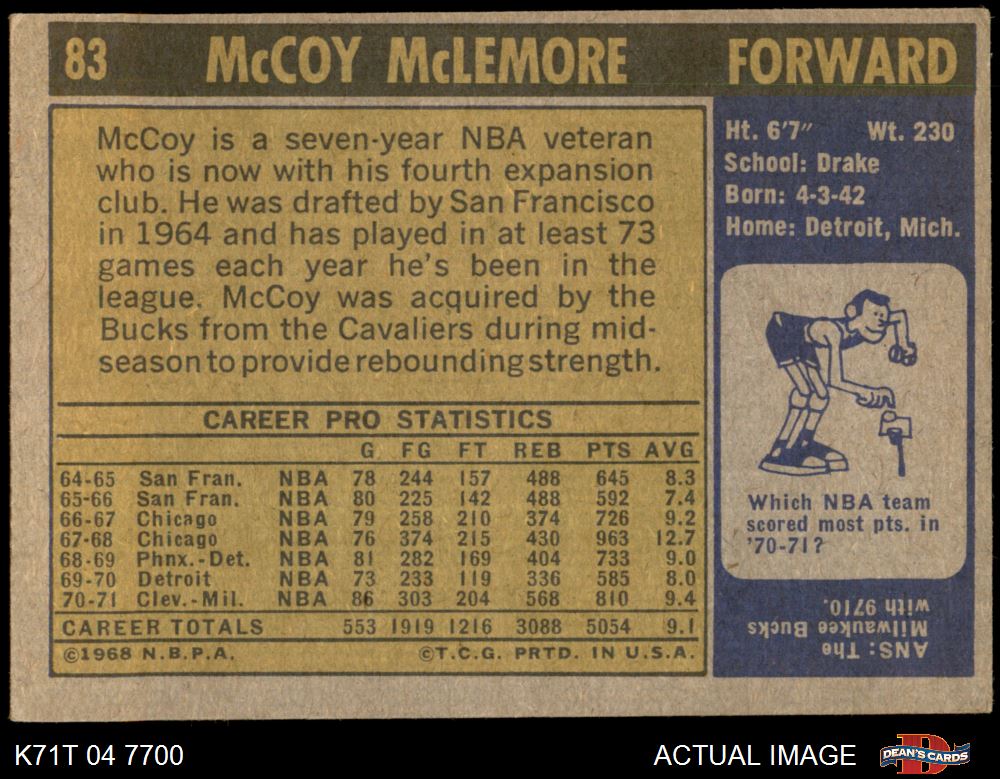 83 McCOY McLEMORE FORWARD
McCoy is a seven-year NBA veteran
who is now with his fourth expansion
club. He was drafted by San Francisco
in 1964 and has played in at least 73
games each year he's been in the
league. McCoy was acquired by the
Bucks from the Cavaliers during mid-
season to provide rebounding strength.
CAREER PRO STATISTICS
G FG FT REB PTS AVG
64-65 San Fran. NBA 78 244 157 488 645 8.3
65-66 San Fran. NBA 80 225 142 488 592 7.4
66-67 Chicago NBA 79 258 210 374 726 9.2
67-68 Chicago NBA 76 374 215 430 963 12.7
68-69 Phnx.-Det. NBA 81 282 169 404 733 9.0
69-70 Detroit NBA 73 233 119 336 585 8.0
70-71 Clev.-Mil. NBA 86 303 204 568 810 9.4
CAREER TOTALS 553 1919 1216 3088 5054 9.1
©1968 N.B.P.A. ©T.C.G. PRTD. IN U.S.A.
Ht. 6'7" Wt. 230
School: Drake
Born: 4-3-42
Home: Detroit, Mich.
Which NBA team
scored most pts. in
'70-71?
ANS: The
Milwaukee Bucks
with 9710.
K71T 04 7700 ACTUAL IMAGE
DEAN'S CARDS